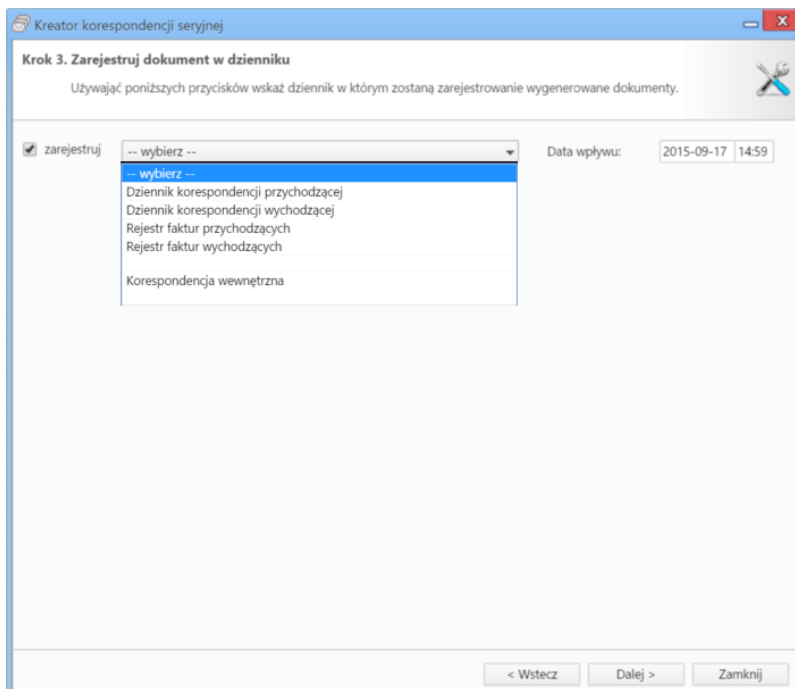 Kreator korespondencji seryjnej
Krok 3. Zarejestruj dokument w dzienniku
Używajać poniższych przycisków wskaż dziennik w którym zostaną zarejestrowanie wygenerowane dokumenty.
zarejestruj -- wybierz -- Data wpływu: 2015-09-17 14:59
-- wybierz --
Dziennik korespondencji przychodzącej
Dziennik korespondencji wychodzącej
Rejestr faktur przychodzących
Rejestr faktur wychodzących
Korespondencja wewnętrzna
< Wstecz Dalej > Zamknij